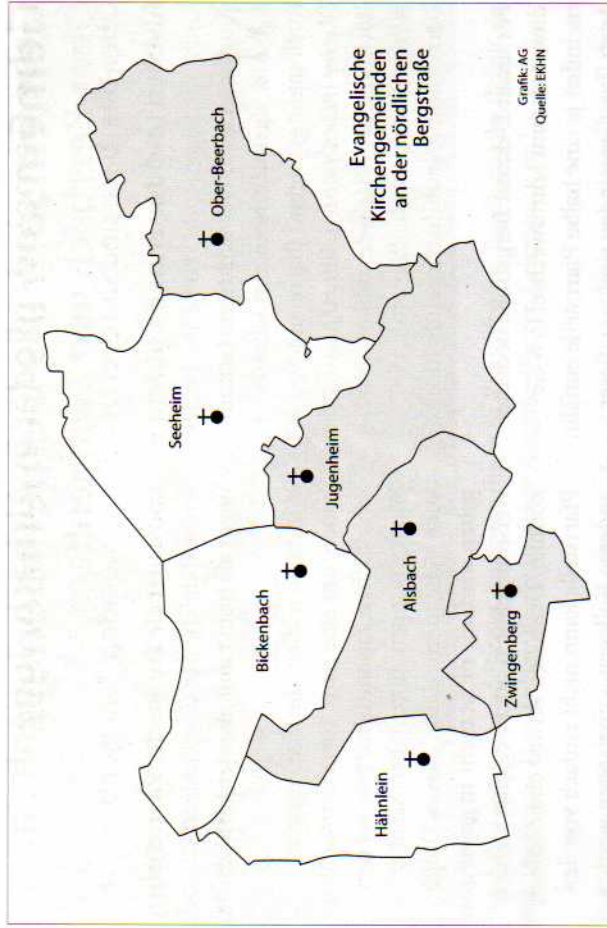 Ober-Beerbach
Seeheim
Jugenheim
Bickenbach
Alsbach
Zwingenberg
Hähnlein
Evangelische
Kirchengemeinden
an der nördlichen
Bergstraße
Grafik: AG
Quelle: EKHN